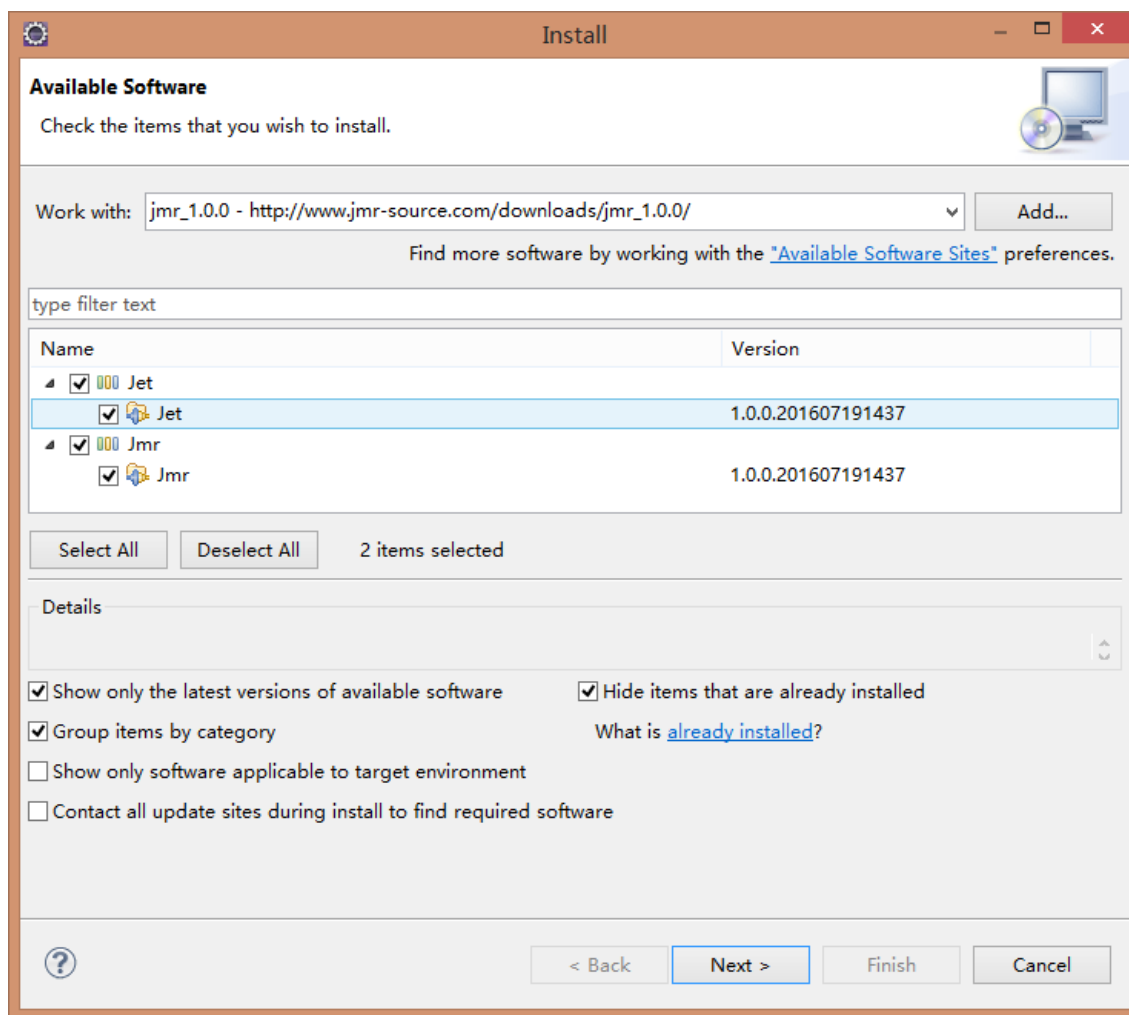 Install
Available Software
Check the items that you wish to install.
Work with: jmr_1.0.0 - http://www.jmr-source.com/downloads/jmr_1.0.0/ Add...
Find more software by working with the "Available Software Sites" preferences.
type filter text
Name Version
Jet
Jet 1.0.0.201607191437
Jmr
Jmr 1.0.0.201607191437
Select All Deselect All 2 items selected
Details
Show only the latest versions of available software Hide items that are already installed
Group items by category What is already installed?
Show only software applicable to target environment
Contact all update sites during install to find required software
? < Back Next > Finish Cancel